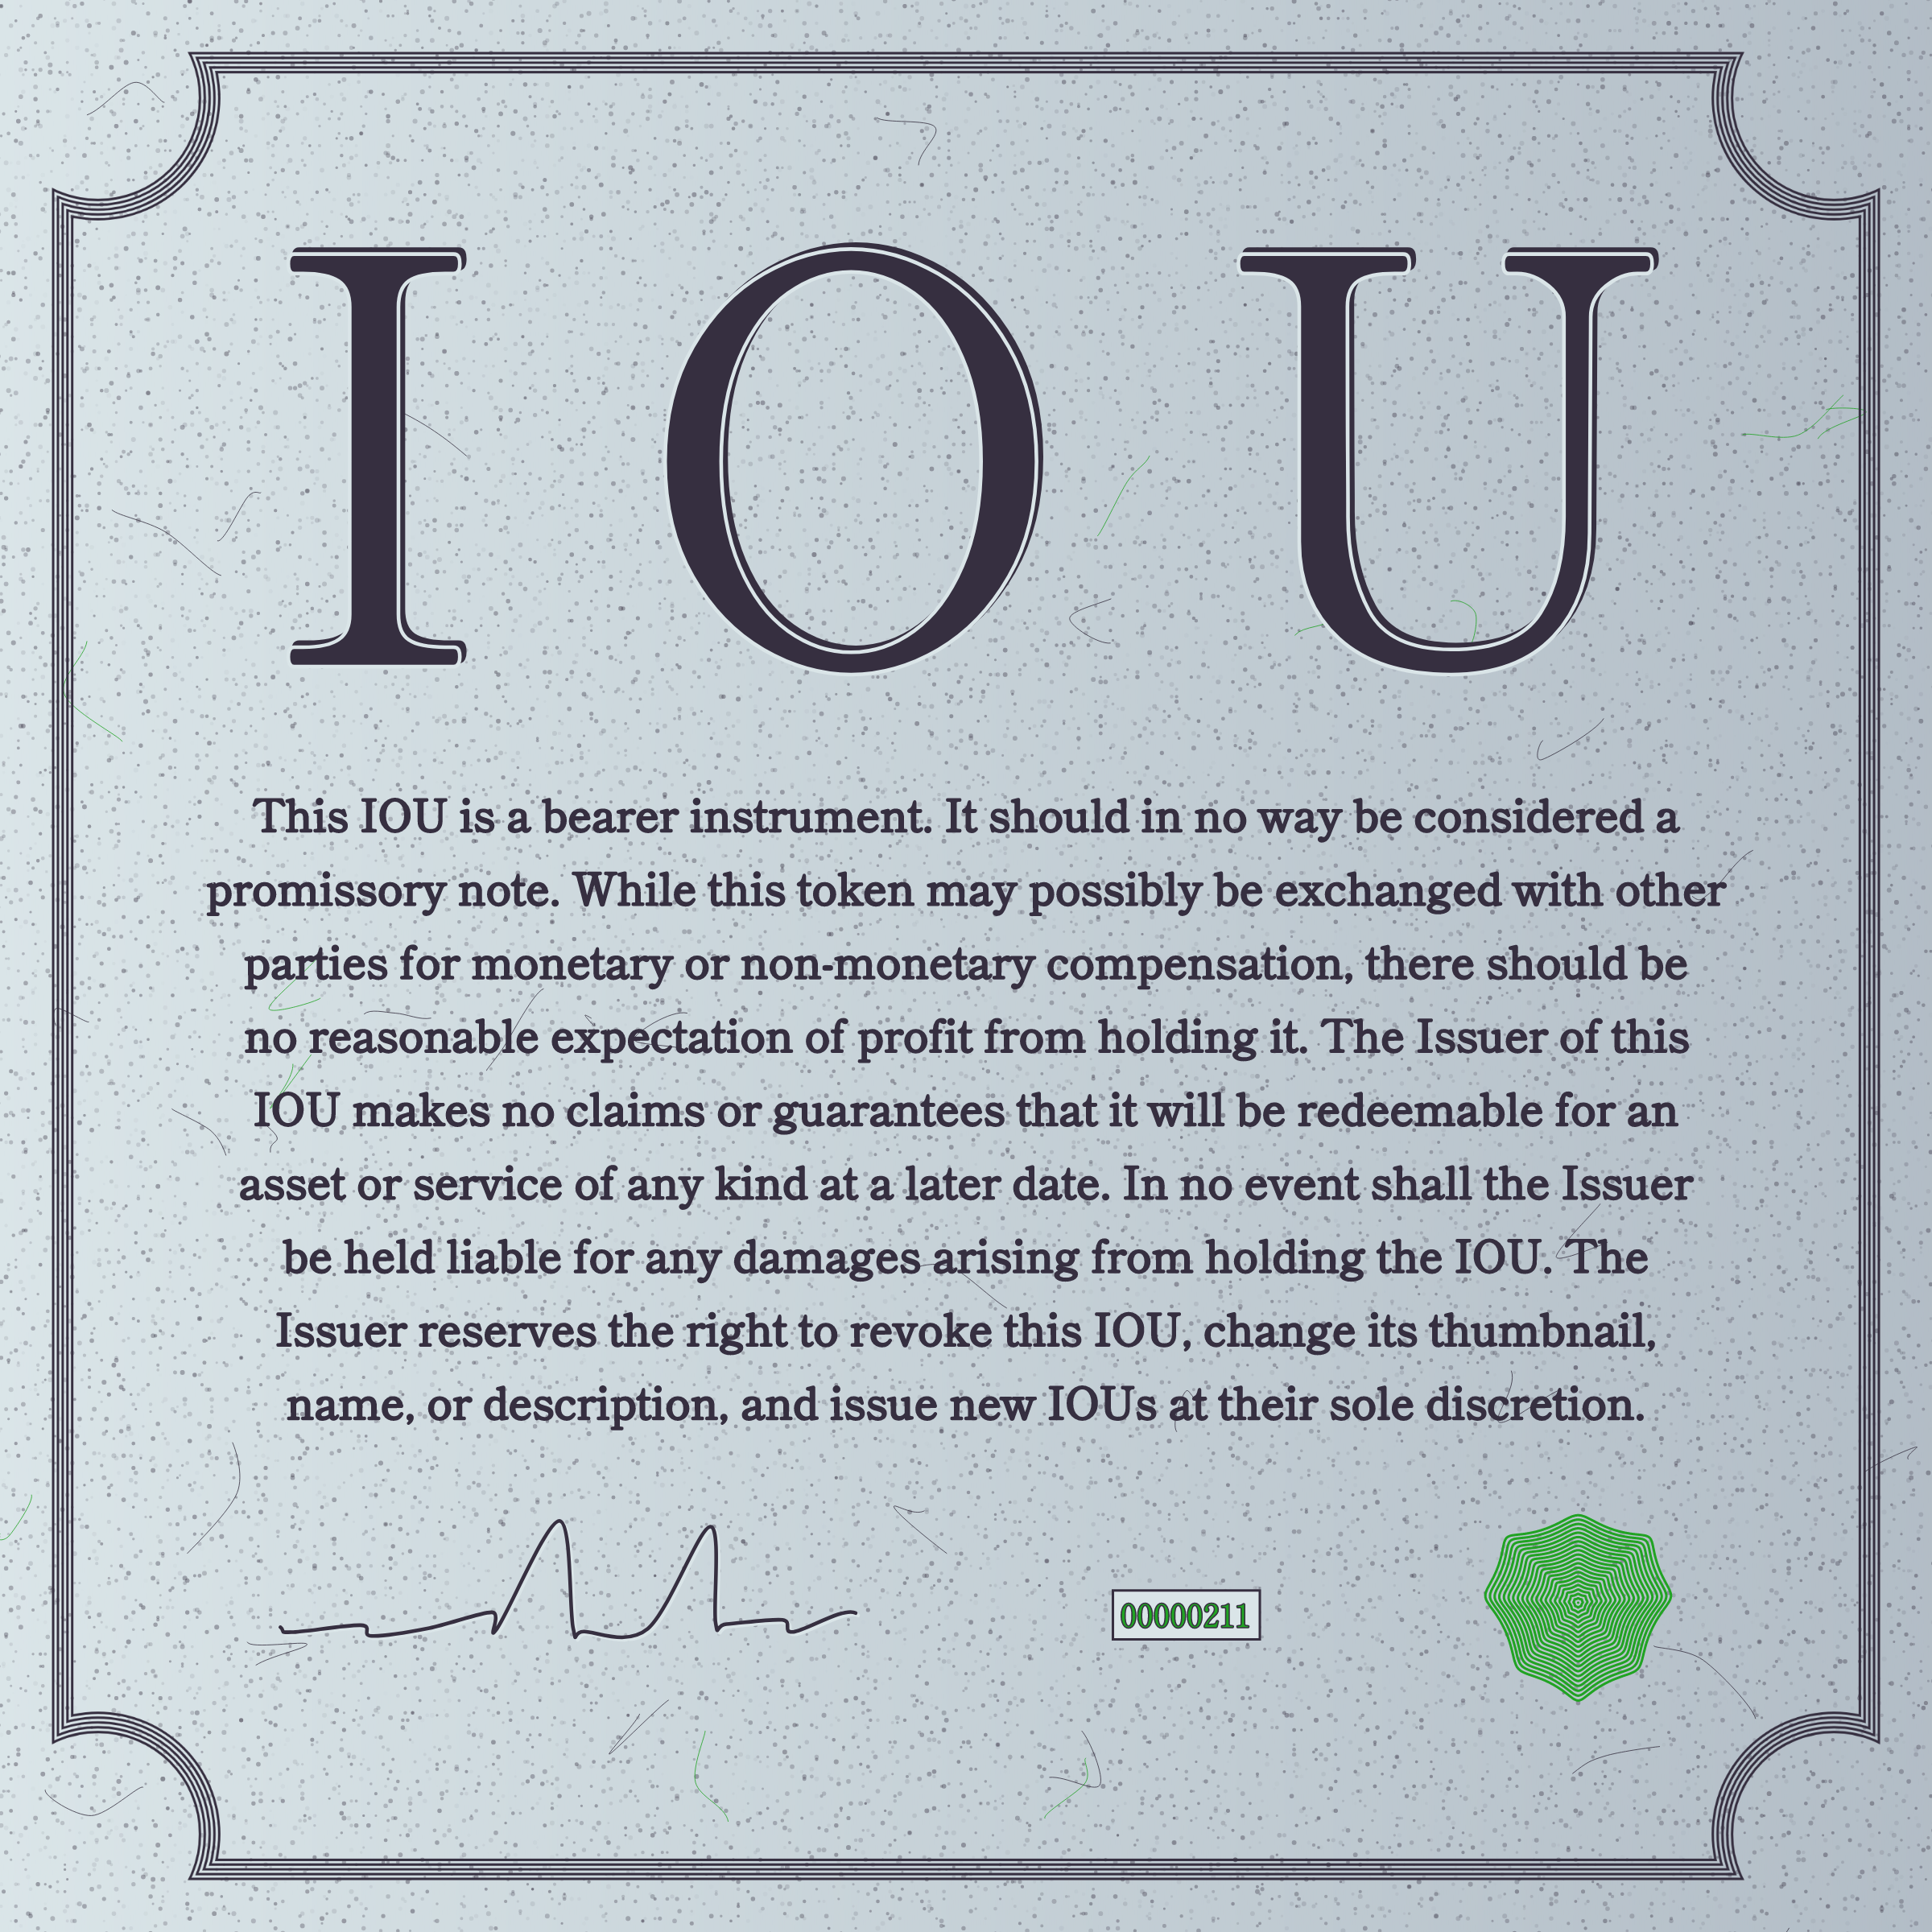 I O U
This IOU is a bearer instrument. It should in no way be considered a
promissory note. While this token may possibly be exchanged with other
parties for monetary or non-monetary compensation, there should be
no reasonable expectation of profit from holding it. The Issuer of this
IOU makes no claims or guarantees that it will be redeemable for an
asset or service of any kind at a later date. In no event shall the Issuer
be held liable for any damages arising from holding the IOU. The
Issuer reserves the right to revoke this IOU, change its thumbnail,
name, or description, and issue new IOUs at their sole discretion.
00000211